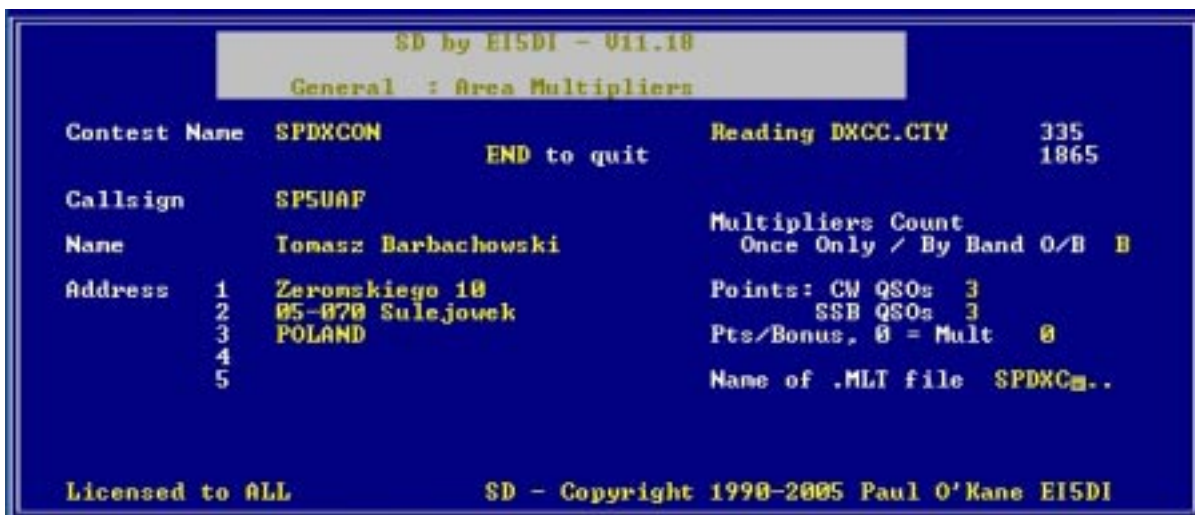 SD by EI5DI - V11.18
General : Area Multipliers
Contest Name SPDXCON Reading DXCC.CTY 335
END to quit 1865
Callsign SP5UAF
Multipliers Count
Name Tomasz Barbachowski Once Only / By Band O/B B
Address 1 Zeromskiego 10 Points: CW QSOs 3
2 05-070 Sulejowek SSB QSOs 3
3 POLAND Pts/Bonus, 0 = Mult 0
4
5 Name of .MLT file SPDXC..
Licensed to ALL SD - Copyright 1990-2005 Paul O'Kane EI5DI